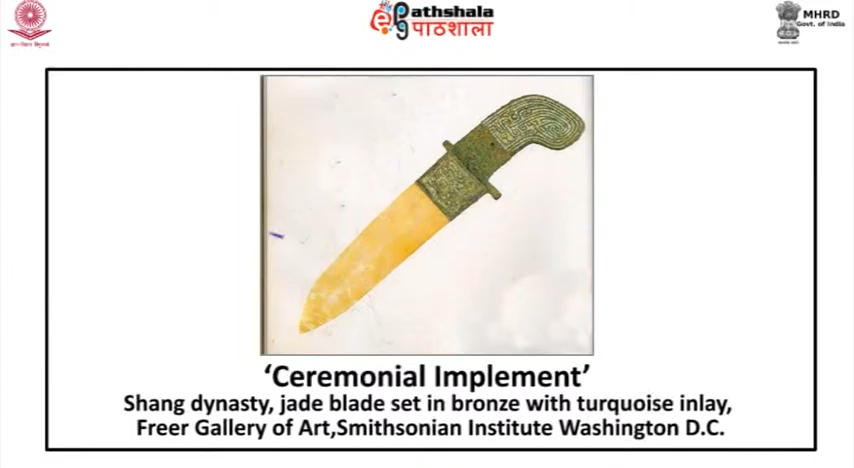 epgpathshala
पाठशाला
MHRD
Govt. of India
‘Ceremonial Implement’
Shang dynasty, jade blade set in bronze with turquoise inlay,
Freer Gallery of Art,Smithsonian Institute Washington D.C.